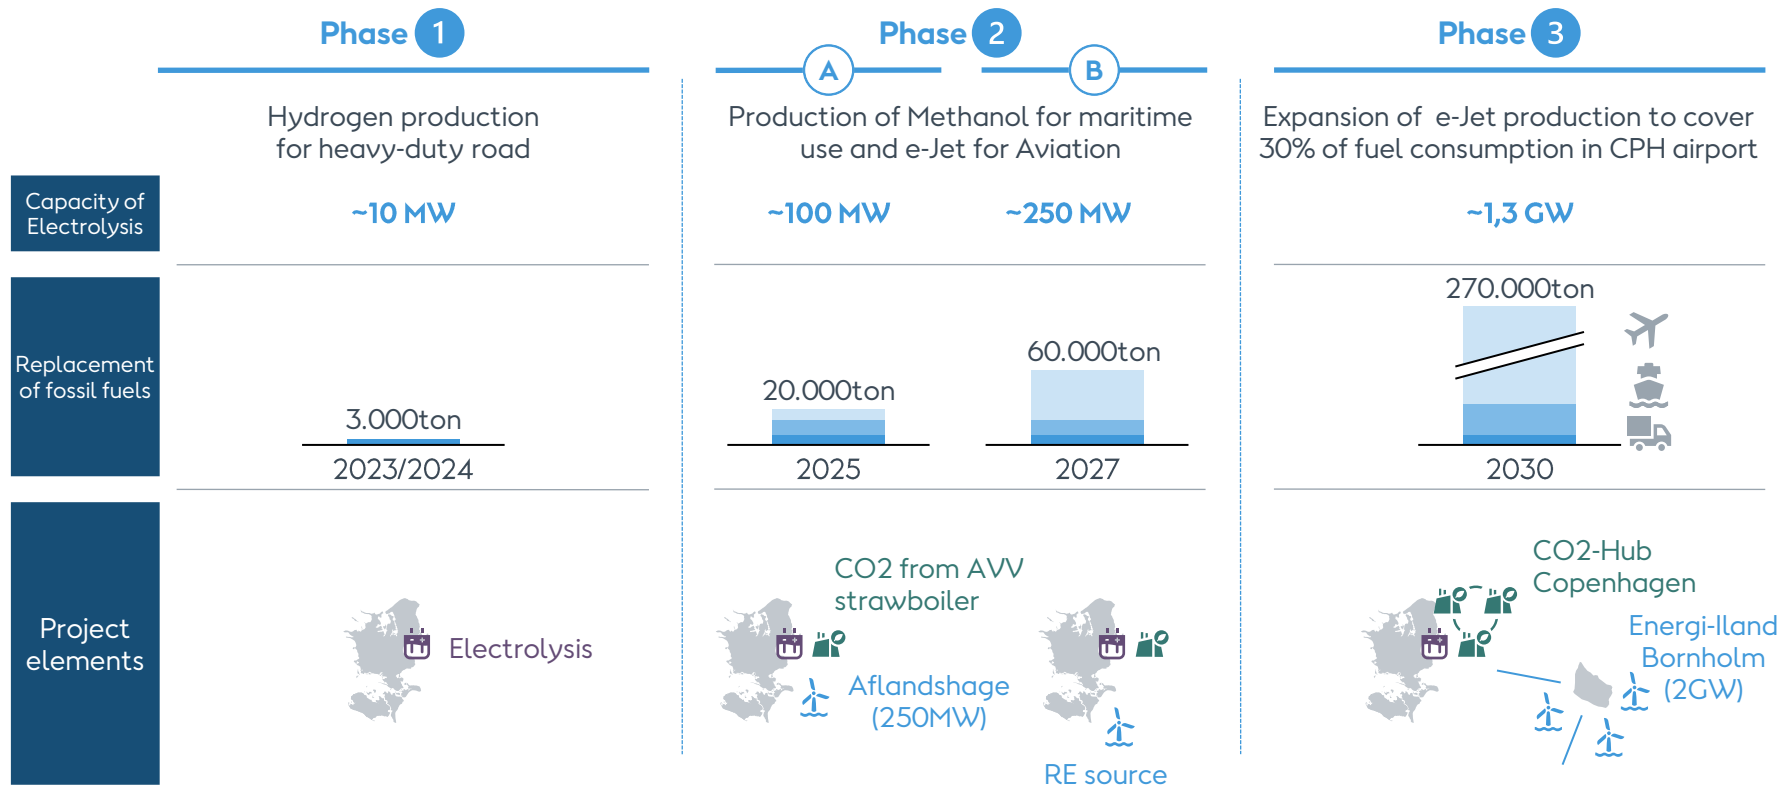 Phase 1
Phase 2
Phase 3
A
B
Hydrogen production
for heavy-duty road
Production of Methanol for maritime
use and e-Jet for Aviation
Expansion of e-Jet production to cover
30% of fuel consumption in CPH airport
Capacity of
Electrolysis
~10 MW
~100 MW
~250 MW
~1,3 GW
Replacement
of fossil fuels
3.000ton
2023/2024
20.000ton
2025
60.000ton
2027
270.000ton
2030
Project
elements
Electrolysis
CO2 from AVV
strawboiler
Aflandshage
(250MW)
RE source
CO2-Hub
Copenhagen
Energi-Iland
Bornholm
(2GW)